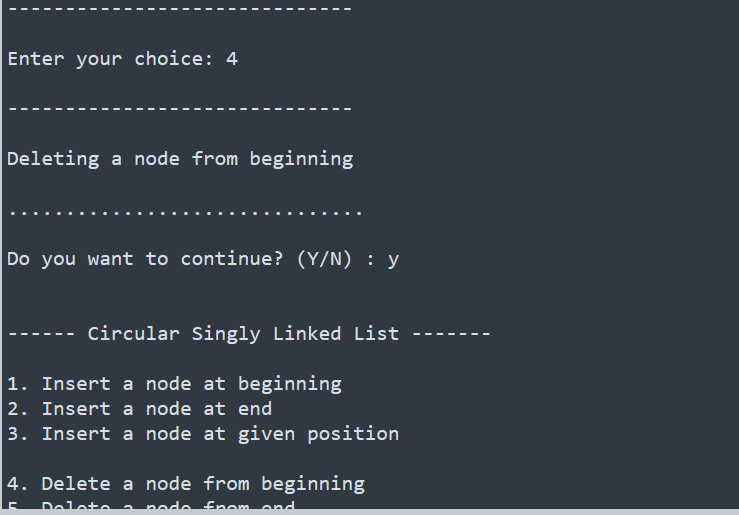 ------------------------------
Enter your choice: 4
------------------------------
Deleting a node from beginning
...............................
Do you want to continue? (Y/N) : y
------ Circular Singly Linked List -------
1. Insert a node at beginning
2. Insert a node at end
3. Insert a node at given position
4. Delete a node from beginning
5. Delete a node from end